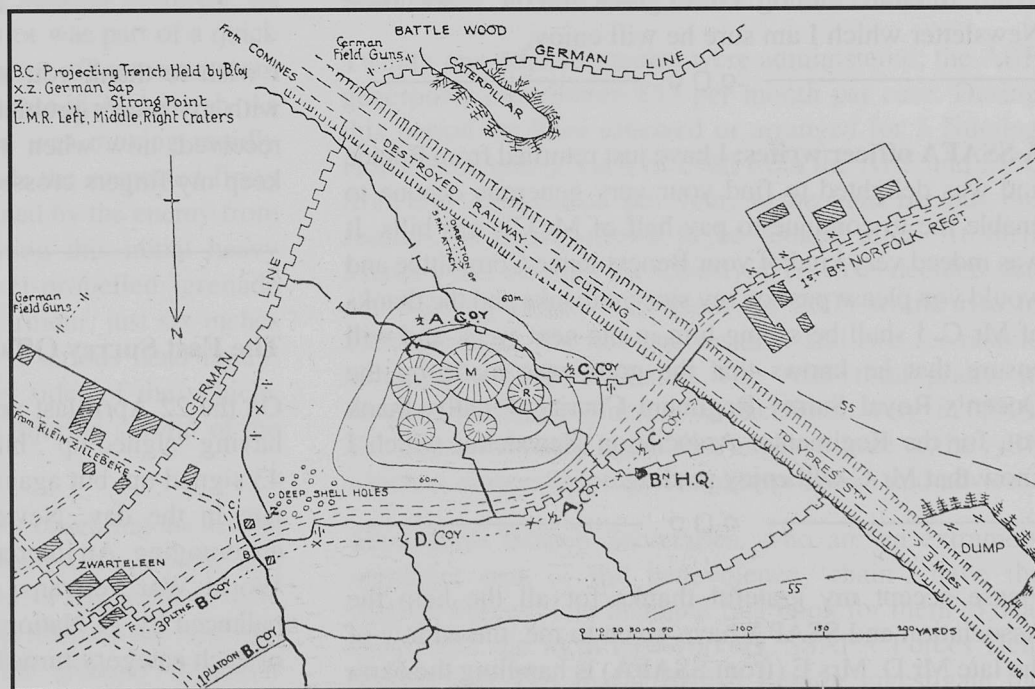 B.C. Projecting Trench Held by B.Coy
X.Z. German Sap
Z. „ Strong Point
L.M.R. Left, Middle, Right Craters
From COMINES
German
Field Guns
BATTLE WOOD
CATERPILLAR
GERMAN LINE
DESTROYED
RAILWAY
IN CUTTING
DIRECTION OF
ATTACK
60m
N
German
Field Guns
GERMAN LINE
½ A. COY
L
M
R
½ C. COY
1ST BN NORFOLK REGT.
from KLEIN ZILLEBEKE
X
DEEP SHELL HOLES
Z
C
B
60m
½ C. COY
½ A. COY
BN H.Q.
D. COY
ZWARTELEEN
3 PLTNS. B. COY
1 PLATOON B. COY
55
YPRES
2¼ Miles
DUMP
55
0 10 20 30 40 50 100 150 200 YARDS